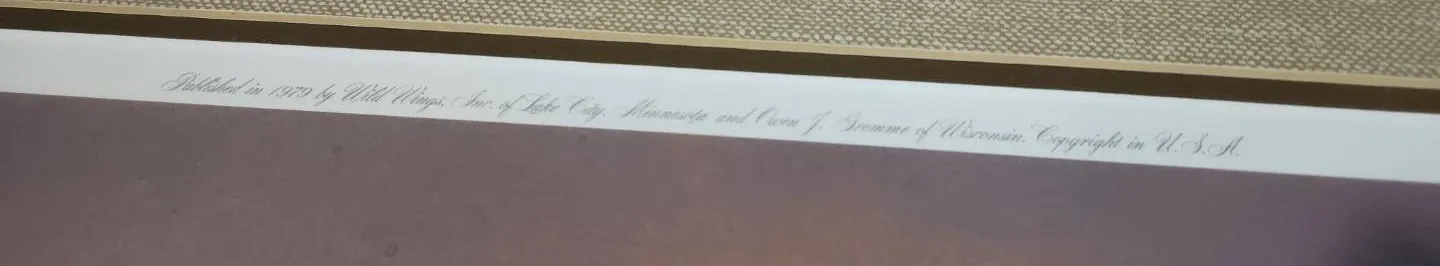 Published in 1979 by Wild Wings, Inc. of Lake City, Minnesota and Owen J. Gromme of Wisconsin. Copyright in U.S.A.